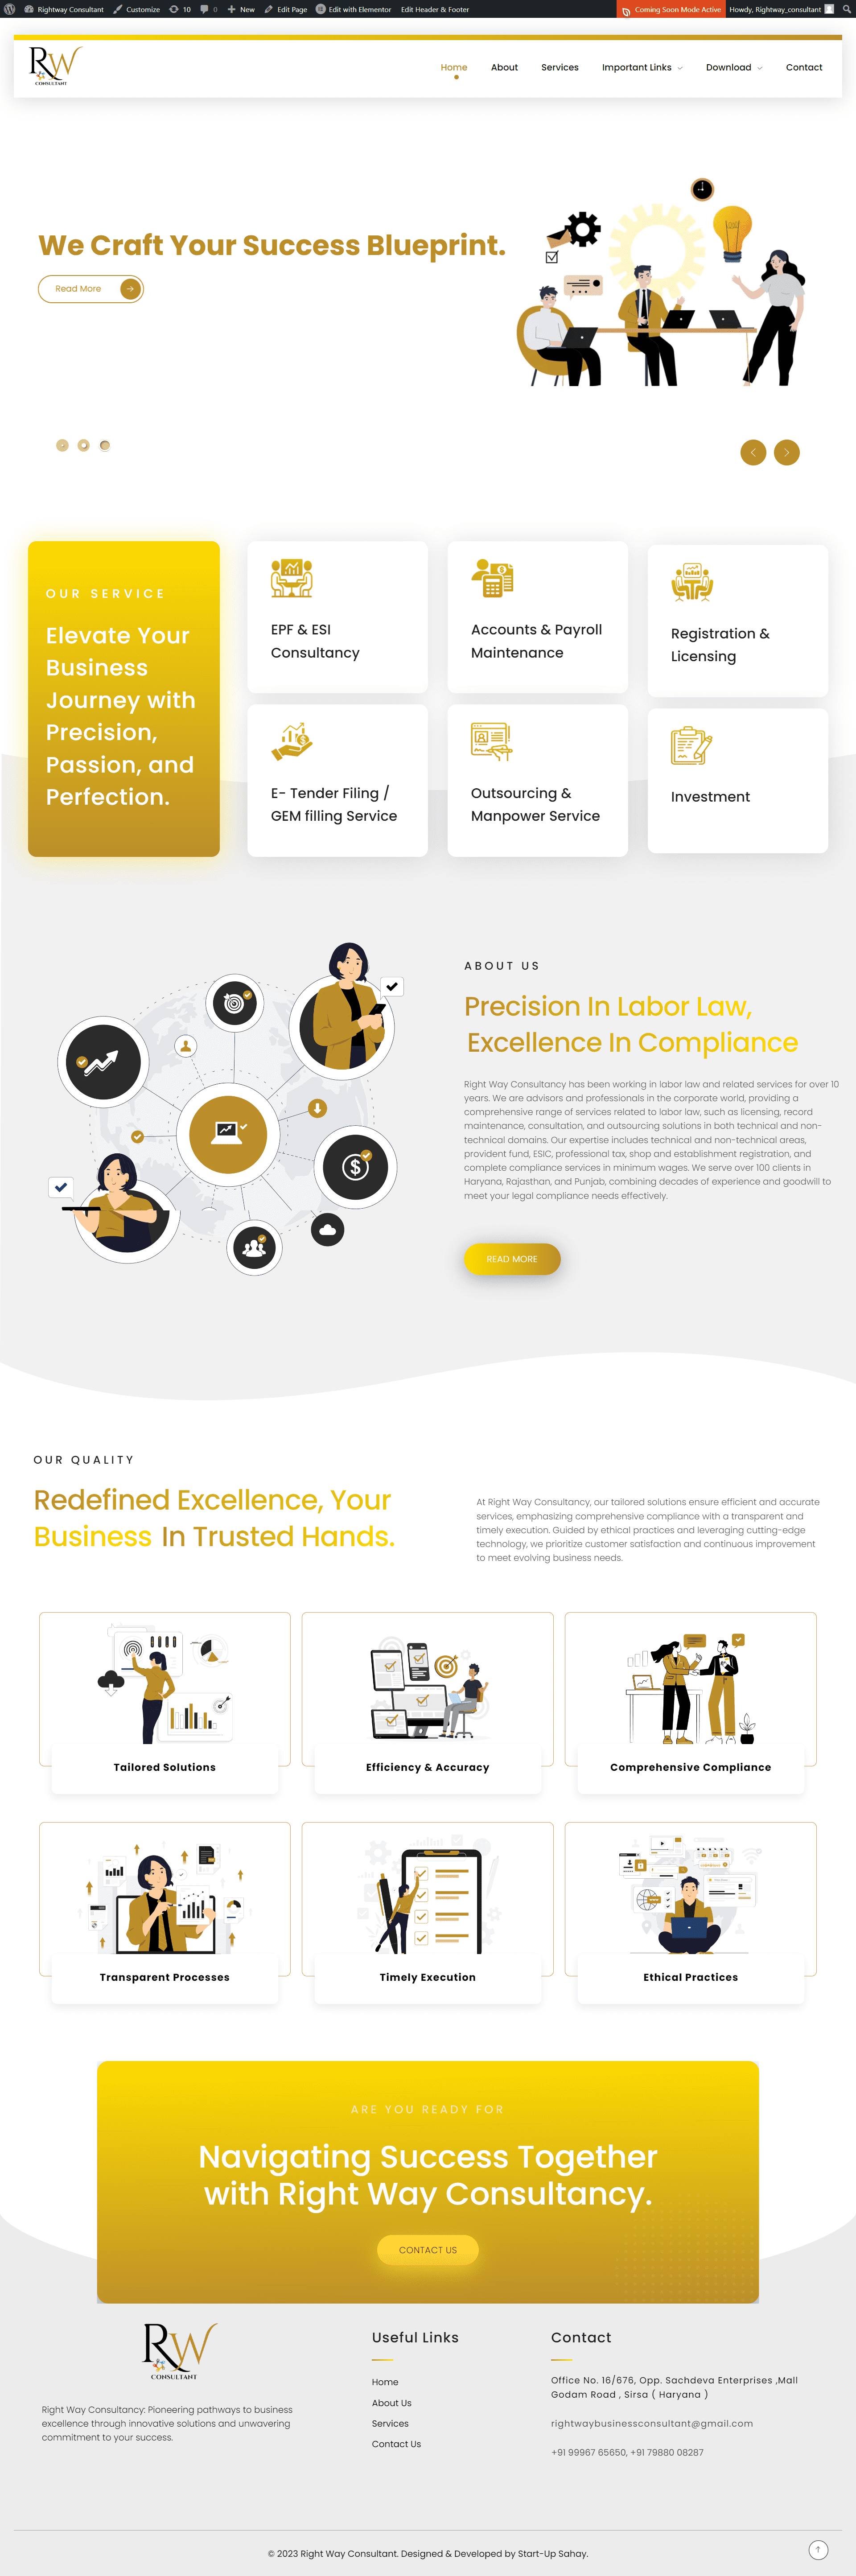 Rightway Consultant Customize 10 0 New Edit Page Edit with Elementor Edit Header & Footer Coming Soon Mode Active Howdy, Rightway_consultant
RW
CONSULTANT
Home About Services Important Links Download Contact
We Craft Your Success Blueprint.
Read More
OUR SERVICE
Elevate Your
Business
Journey with
Precision,
Passion, and
Perfection.
EPF & ESI
Consultancy
Accounts & Payroll
Maintenance
Registration &
Licensing
E- Tender Filing /
GEM filling Service
Outsourcing &
Manpower Service
Investment
ABOUT US
Precision In Labor Law,
Excellence In Compliance
Right Way Consultancy has been working in labor law and related services for over 10
years. We are advisors and professionals in the corporate world, providing a
comprehensive range of services related to labor law, such as licensing, record
maintenance, consultation, and outsourcing solutions in both technical and non-
technical domains. Our expertise includes technical and non-technical areas,
provident fund, ESIC, professional tax, shop and establishment registration, and
complete compliance services in minimum wages. We serve over 100 clients in
Haryana, Rajasthan, and Punjab, combining decades of experience and goodwill to
meet your legal compliance needs effectively.
READ MORE
OUR QUALITY
Redefined Excellence, Your
Business In Trusted Hands.
At Right Way Consultancy, our tailored solutions ensure efficient and accurate
services, emphasizing comprehensive compliance with a transparent and
timely execution. Guided by ethical practices and leveraging cutting-edge
technology, we prioritize customer satisfaction and continuous improvement
to meet evolving business needs.
Tailored Solutions
Efficiency & Accuracy
Comprehensive Compliance
Transparent Processes
Timely Execution
Ethical Practices
ARE YOU READY FOR
Navigating Success Together
with Right Way Consultancy.
CONTACT US
RW
CONSULTANT
Right Way Consultancy: Pioneering pathways to business
excellence through innovative solutions and unwavering
commitment to your success.
Useful Links
Home
About Us
Services
Contact Us
Contact
Office No. 16/676, Opp. Sachdeva Enterprises ,Mall
Godam Road , Sirsa ( Haryana )
rightwaybusinessconsultant@gmail.com
+91 99967 65650, +91 79880 08287
© 2023 Right Way Consultant. Designed & Developed by Start-Up Sahay.